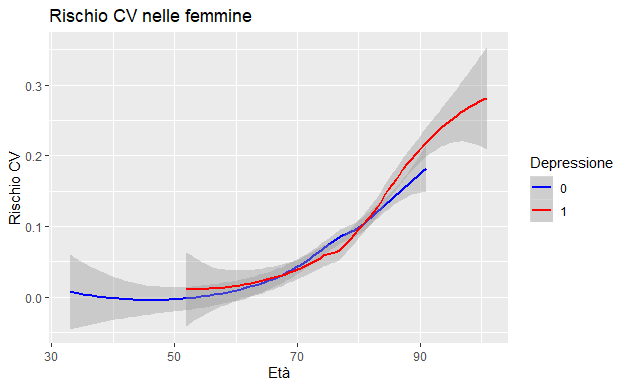 Rischio CV nelle femmine
Rischio CV
0.3
0.2
0.1
0.0
30
50
70
90
Età
Depressione
0
1